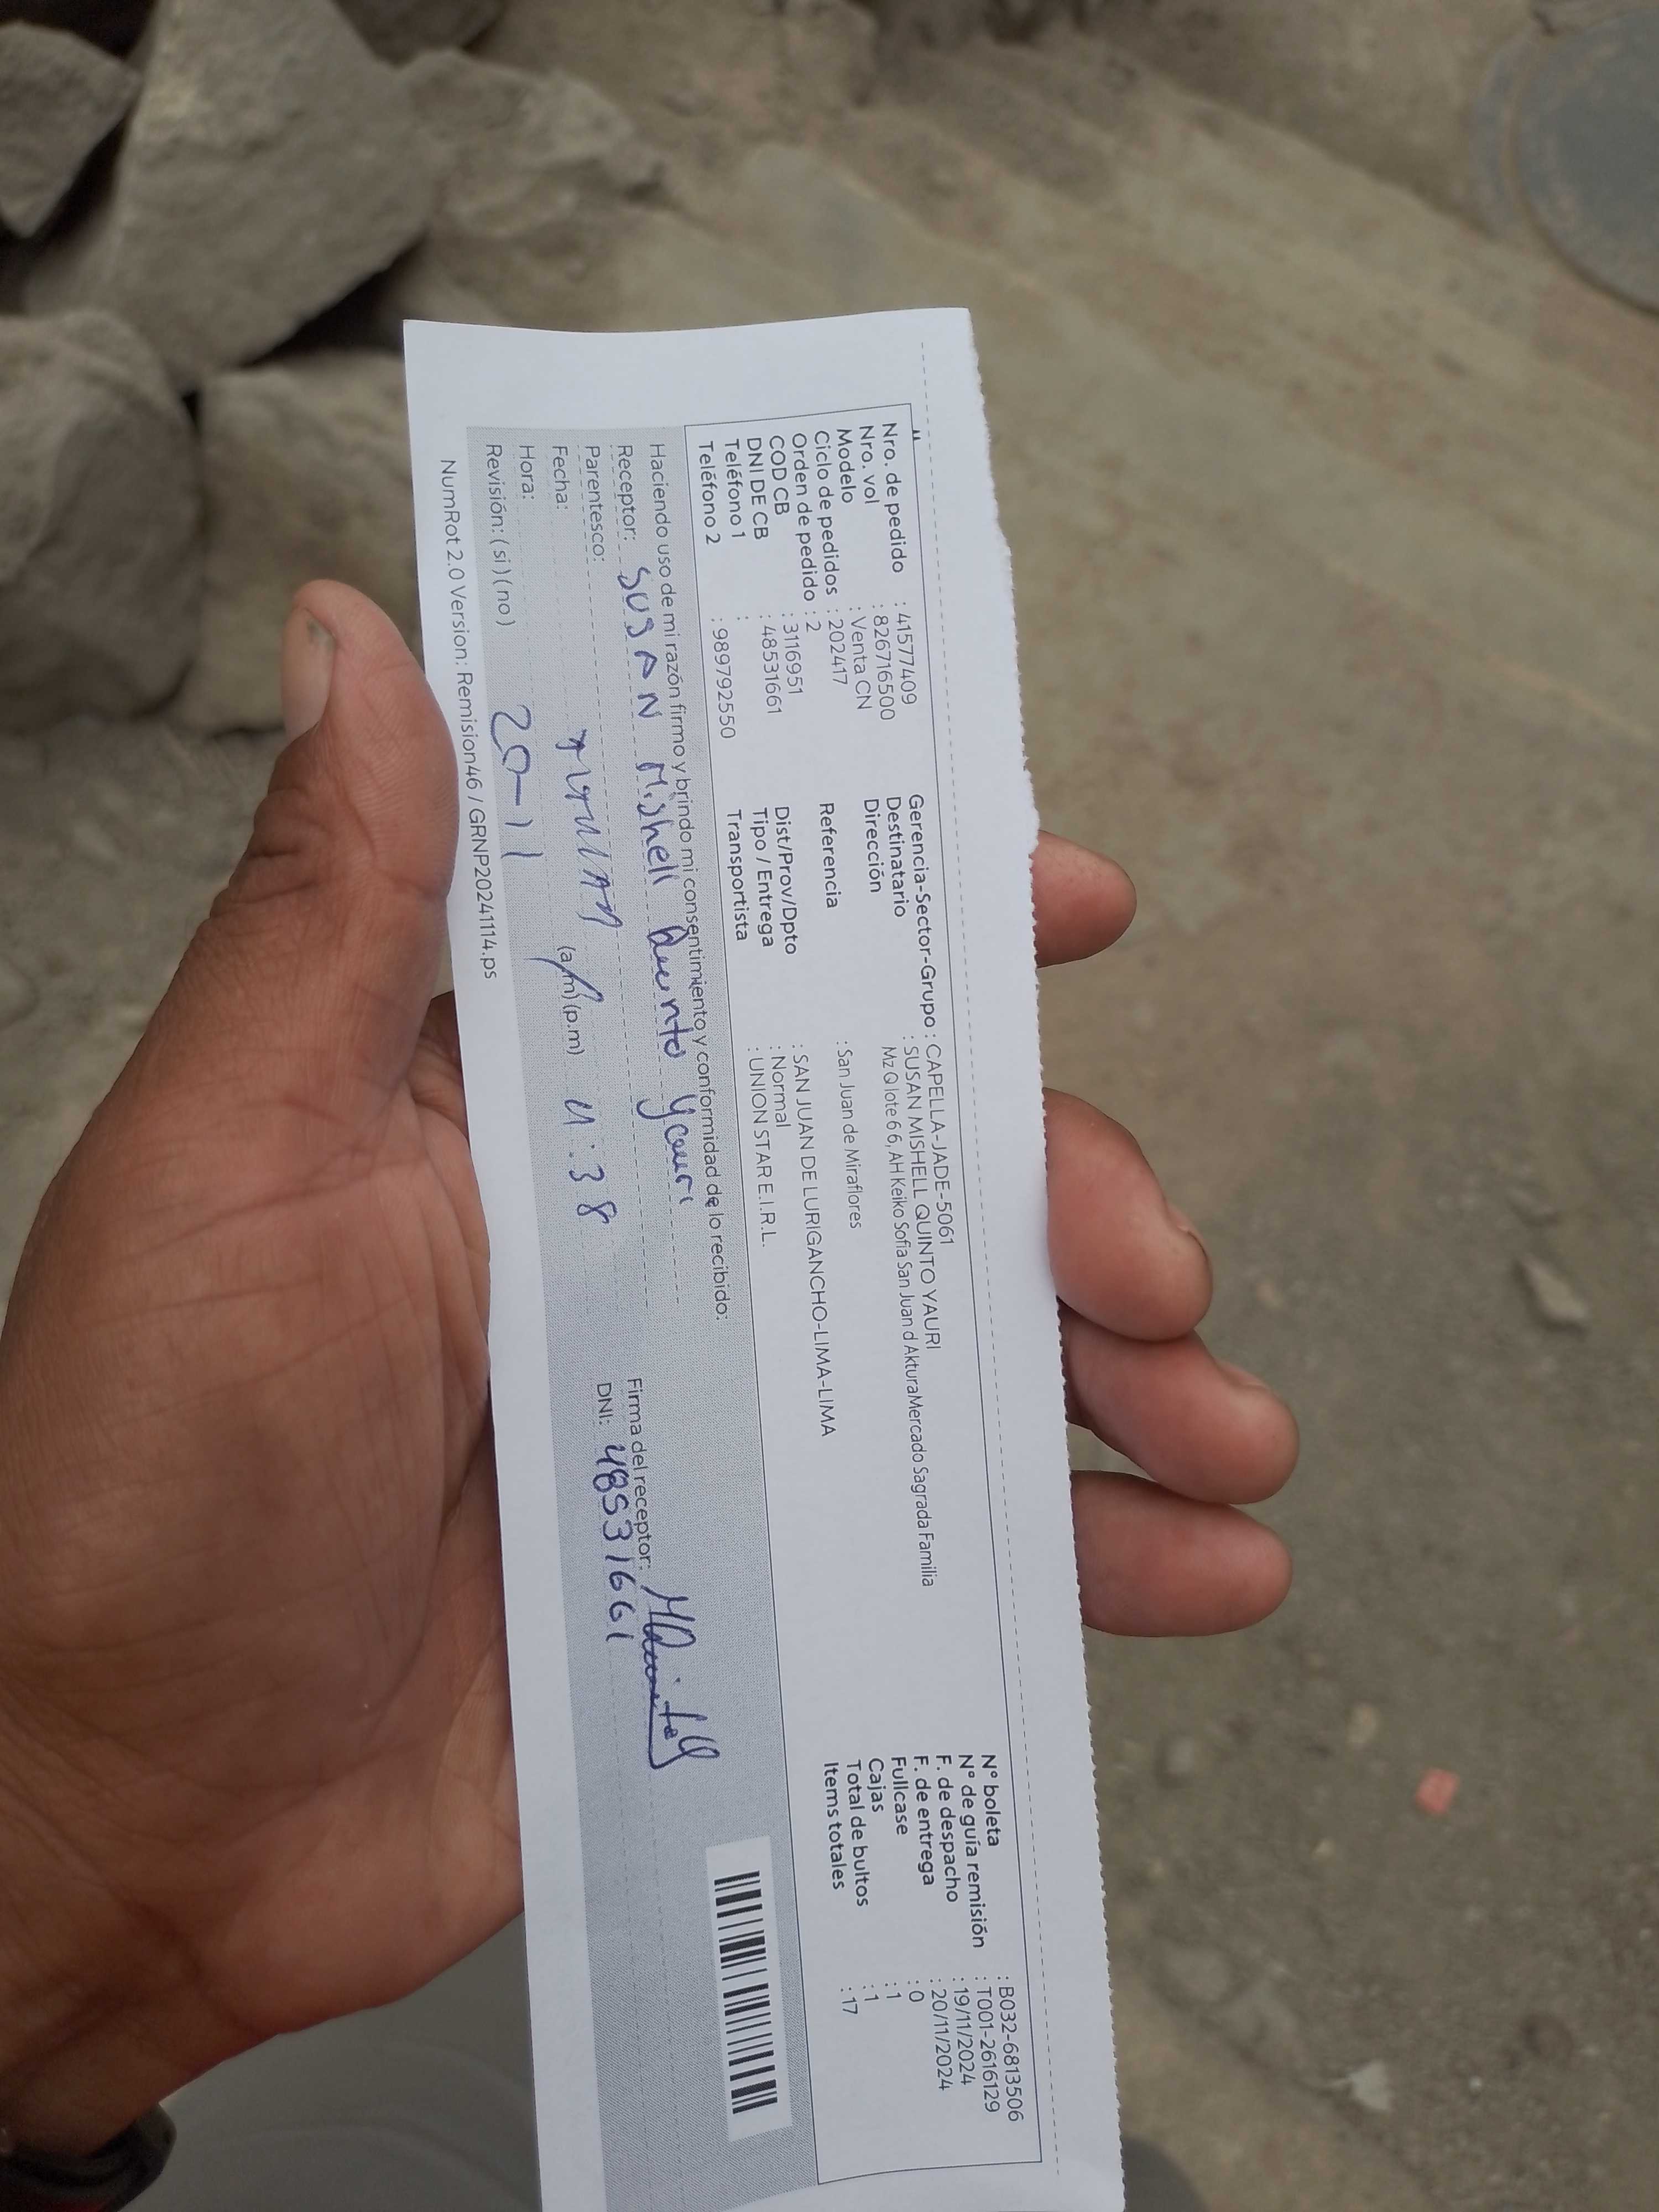 Nro. de pedido : 41577409
Nro. vol : 826716500
Modelo : Venta CN
Ciclo de pedidos : 202417
Orden de pedido : 2
COD CB : 3116951
DNI DE CB : 48531661
Teléfono 1 :
Teléfono 2 : 989792550
Gerencia-Sector-Grupo : CAPELLA-JADE-5061
Destinatario : SUSAN MISHELL QUINTO YAURI
Dirección Mz Q lote 6 6, AH Keiko Sofía San Juan d AkturaMercado Sagrada Familia
Referencia : San Juan de Miraflores
Dist/Prov/Dpto : SAN JUAN DE LURIGANCHO-LIMA-LIMA
Tipo / Entrega : Normal
Transportista : UNION STAR E.I.R.L.
N° boleta : B032-6813506
N° de guía remisión : T001-2616129
F. de despacho : 19/11/2024
F. de entrega : 20/11/2024
Fullcase : 0
Cajas : 1
Total de bultos : 1
Items totales : 17
Haciendo uso de mi razón firmo y brindo mi consentimiento y conformidad de lo recibido:
Receptor: SUSAN Mishell Quinto Yauri
Parentesco:
Fecha:
Hora: (a.m) (p.m) 11:38
Revisión: ( si ) ( no ) 20-11
Firma del receptor:
DNI: 48531661
NumRot 2.0 Version: Remision46 / GRNP20241114.ps